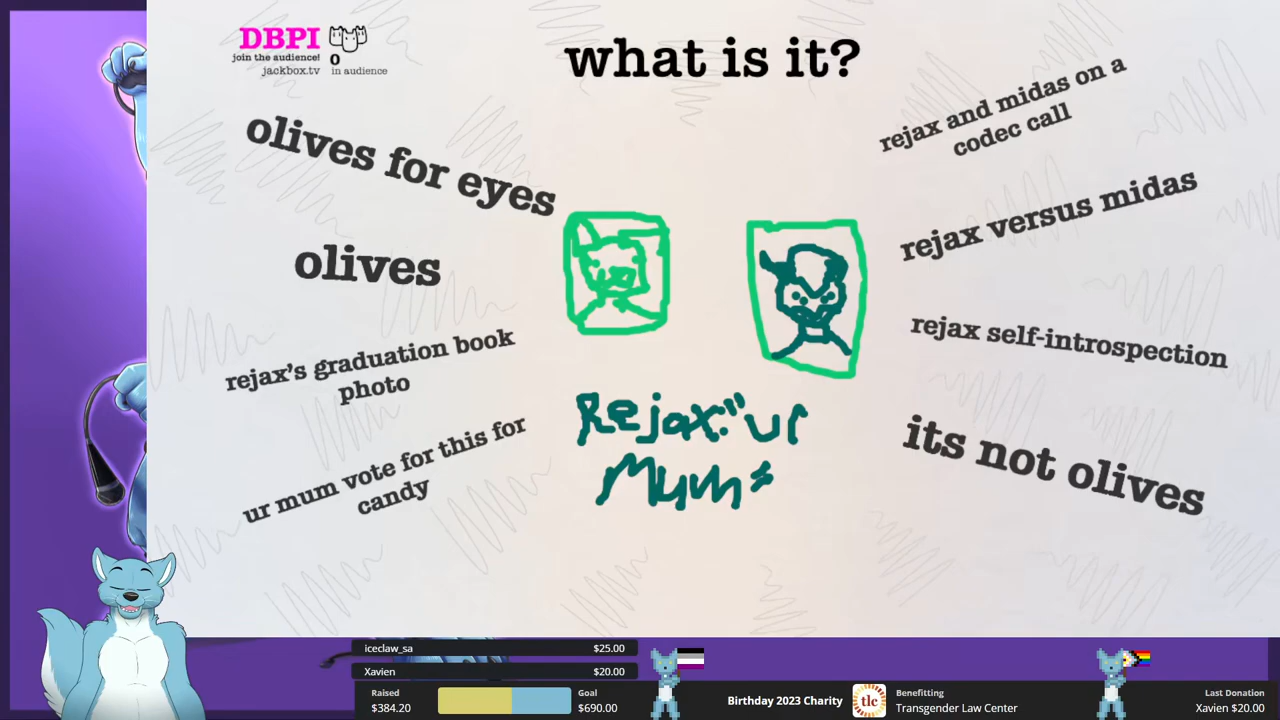 DBPI
join the audience!
jackbox.tv
0
in audience
what is it?
olives for eyes
olives
rejax's graduation book
photo
ur mum vote for this for
candy
rejax and midas on a
codec call
rejax versus midas
rejax self-introspection
its not olives
Rejax:"ur
Mum"
iceclaw_sa $25.00
Xavien $20.00
Raised
$384.20
Goal
$690.00
Birthday 2023 Charity
tlc
Benefitting
Transgender Law Center
Last Donation
Xavien $20.00